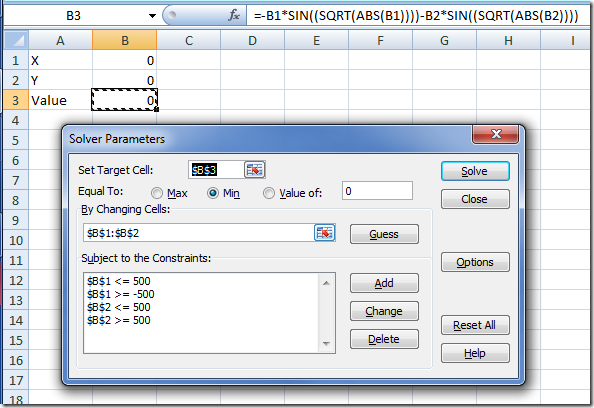 B3 =-B1*SIN((SQRT(ABS(B1))))-B2*SIN((SQRT(ABS(B2))))
A B C D E F G H I
1 X 0
2 Y 0
3 Value 0
4
5
6
7
8
9
10
11
12
13
14
15
16
17
18
Solver Parameters
Set Target Cell: $B$3 Solve
Equal To: Max Min Value of: 0 Close
By Changing Cells:
$B$1:$B$2 Guess
Subject to the Constraints: Options
$B$1 <= 500 Add
$B$1 >= -500
$B$2 <= 500 Change
$B$2 >= 500
Delete
Reset All
Help